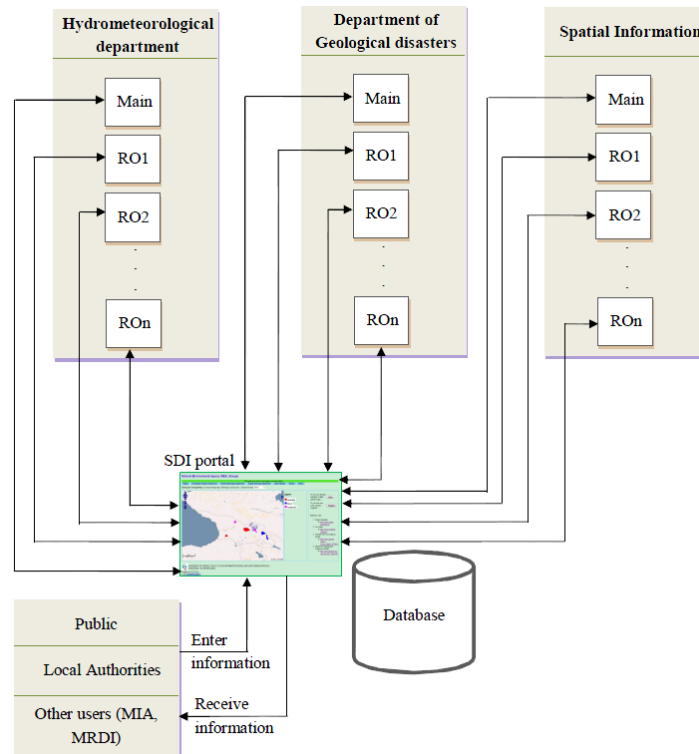 Hydrometeorological
department
Main
RO1
RO2
.
.
.
ROn
Department of
Geological disasters
Main
RO1
RO2
.
.
.
ROn
Spatial Information
Main
RO1
RO2
.
.
.
ROn
SDI portal
Database
Public
Local Authorities
Other users (MIA,
MRDI)
Enter
information
Receive
information